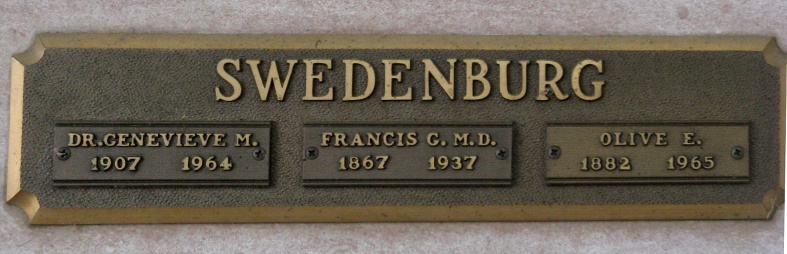 SWEDENBURG
DR. GENEVIEVE M.
1907 1964
FRANCIS G. M.D.
1867 1937
OLIVE E.
1882 1965